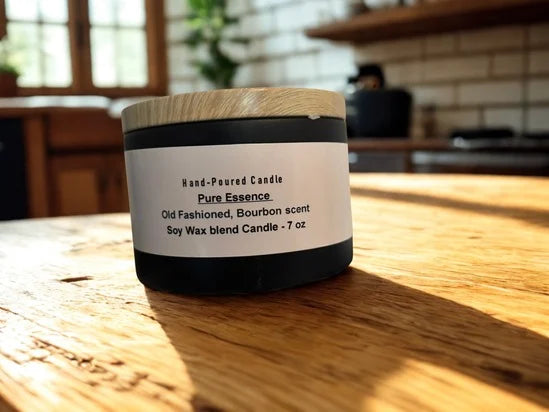 Hand-Poured Candle
Pure Essence
Old Fashioned, Bourbon scent
Soy Wax blend Candle - 7 oz